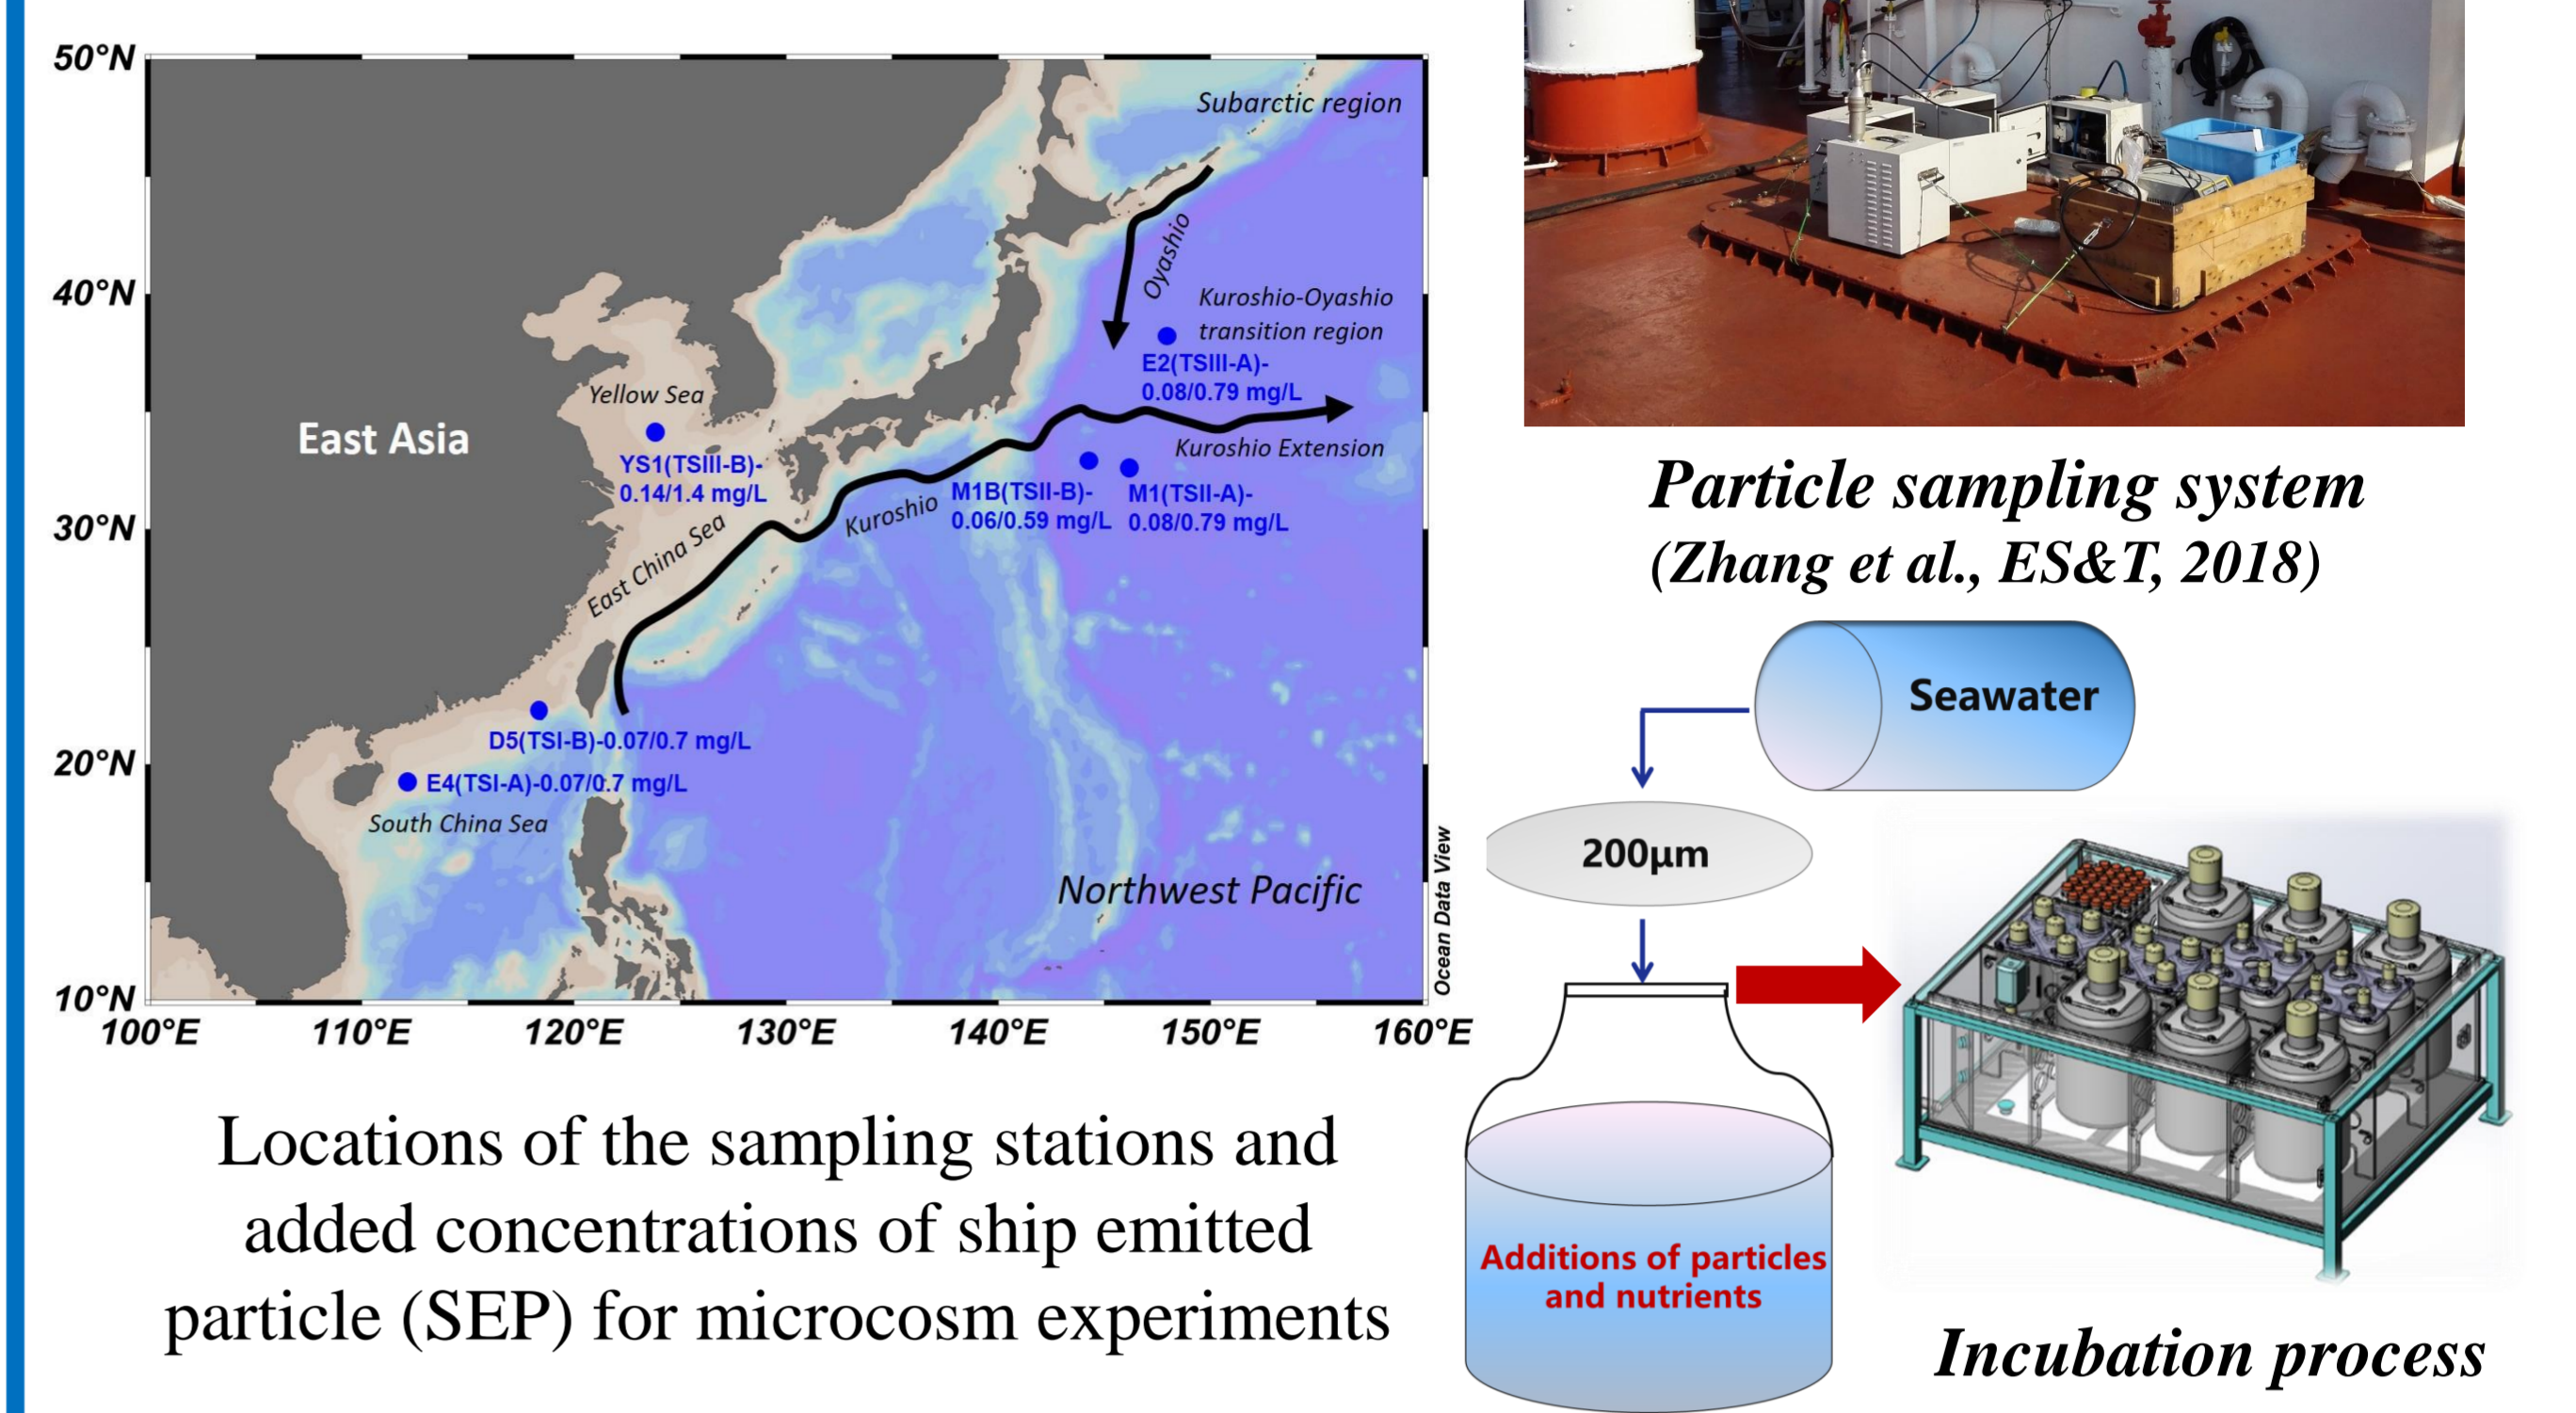 50°N
40°N
30°N
20°N
10°N
100°E
110°E
120°E
130°E
140°E
150°E
160°E
Subarctic region
Oyashio
Kuroshio-Oyashio
transition region
E2(TSIII-A)-
0.08/0.79 mg/L
Yellow Sea
East Asia
YS1(TSIII-B)-
0.14/1.4 mg/L
Kuroshio Extension
M1B(TSII-B)-
0.06/0.59 mg/L
M1(TSII-A)-
0.08/0.79 mg/L
Kuroshio
East China Sea
D5(TSI-B)-0.07/0.7 mg/L
E4(TSI-A)-0.07/0.7 mg/L
South China Sea
Northwest Pacific
Ocean Data View
Locations of the sampling stations and
added concentrations of ship emitted
particle (SEP) for microcosm experiments
Particle sampling system
(Zhang et al., ES&T, 2018)
Seawater
200μm
Additions of particles
and nutrients
Incubation process